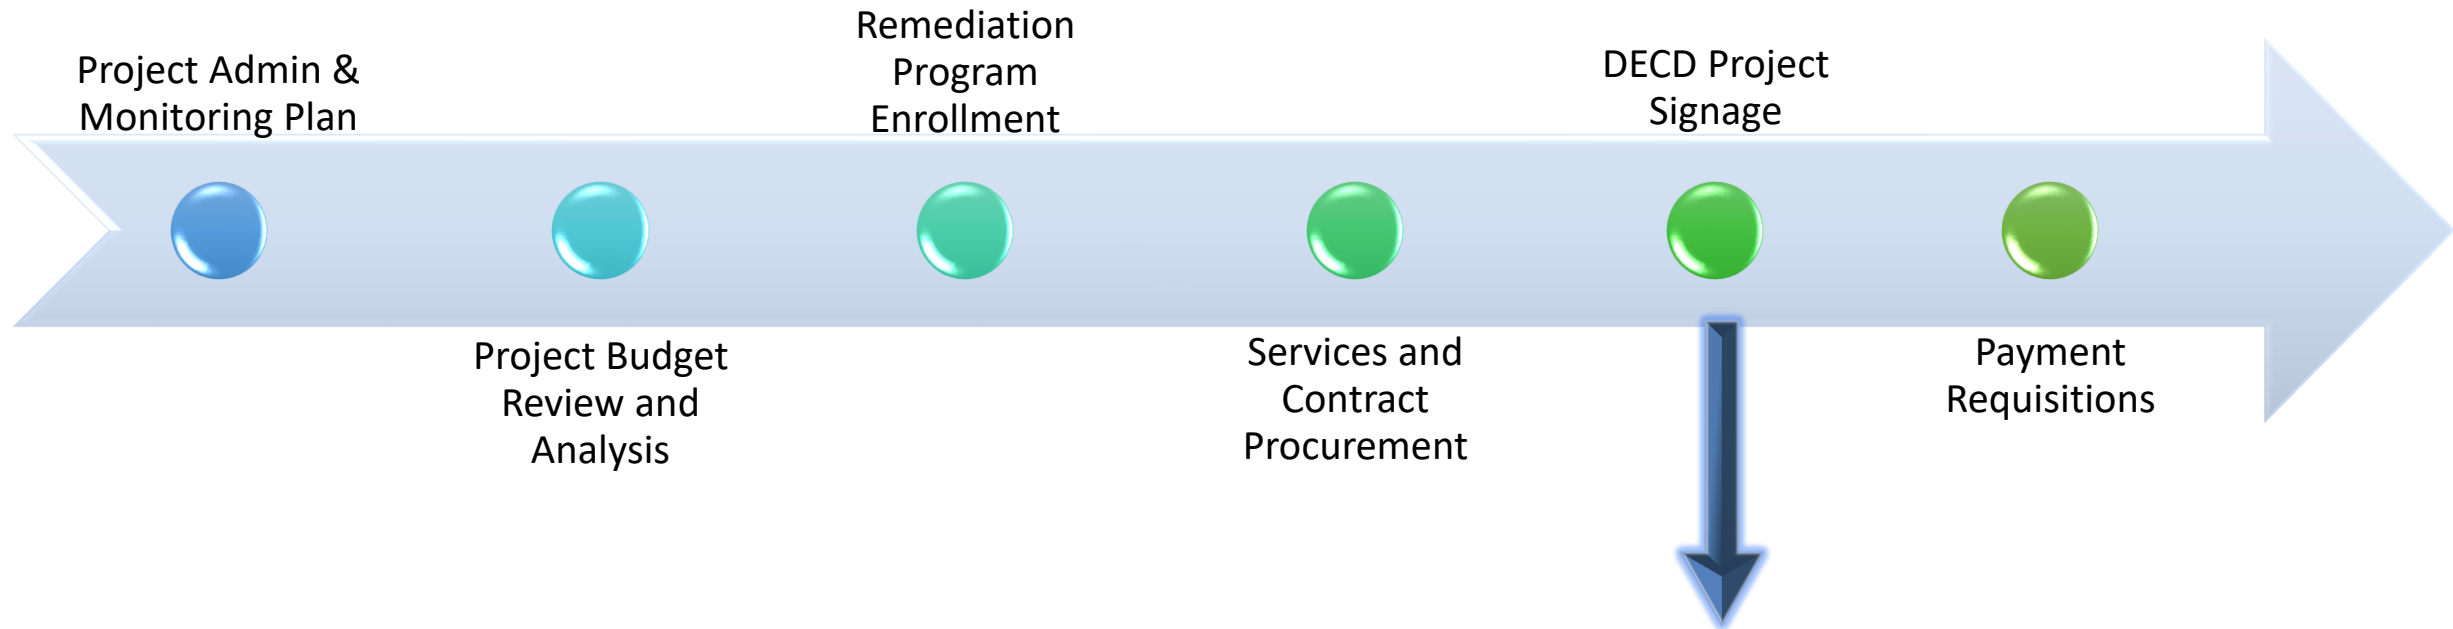 Project Admin &
Monitoring Plan
Project Budget
Review and
Analysis
Remediation
Program
Enrollment
Services and
Contract
Procurement
DECD Project
Signage
Payment
Requisitions